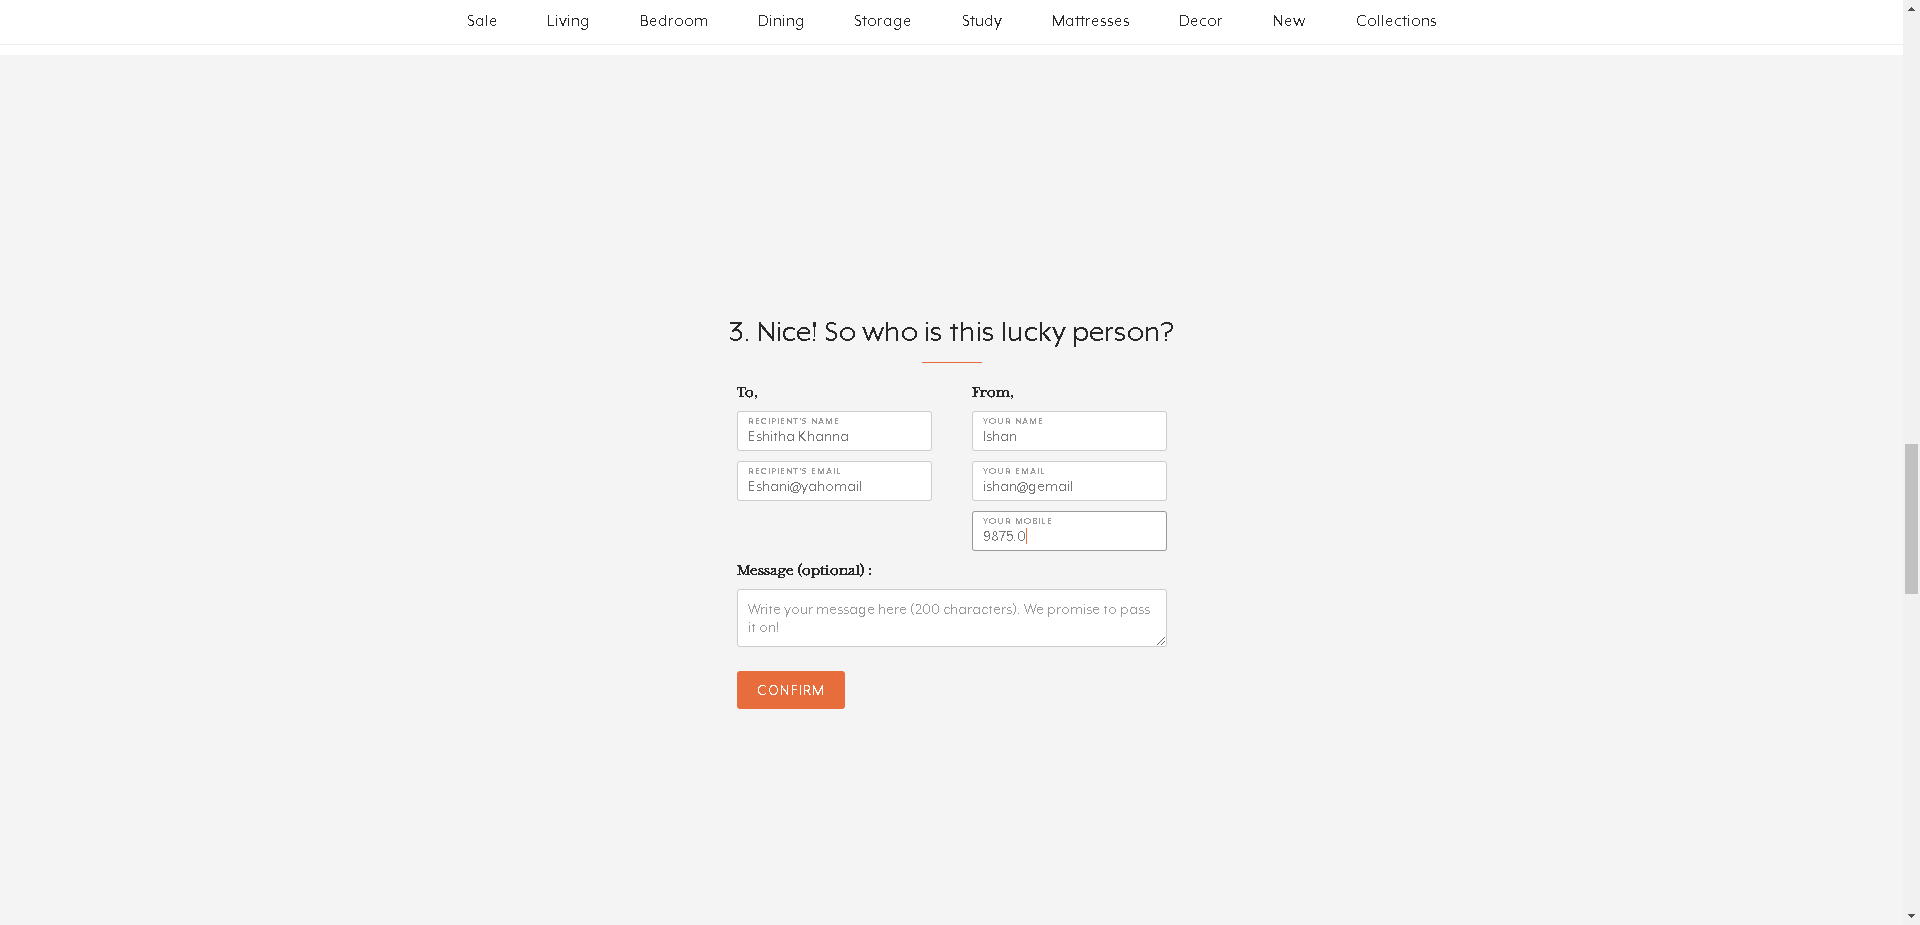 Sale Living Bedroom Dining Storage Study Mattresses Decor New Collections
3. Nice! So who is this lucky person?
To,
From,
RECIPIENT'S NAME
Eshitha Khanna
YOUR NAME
Ishan
RECIPIENT'S EMAIL
Eshani@yahomail
YOUR EMAIL
ishan@gemail
YOUR MOBILE
9875.0
Message (optional) :
Write your message here (200 characters). We promise to pass
it on!
CONFIRM